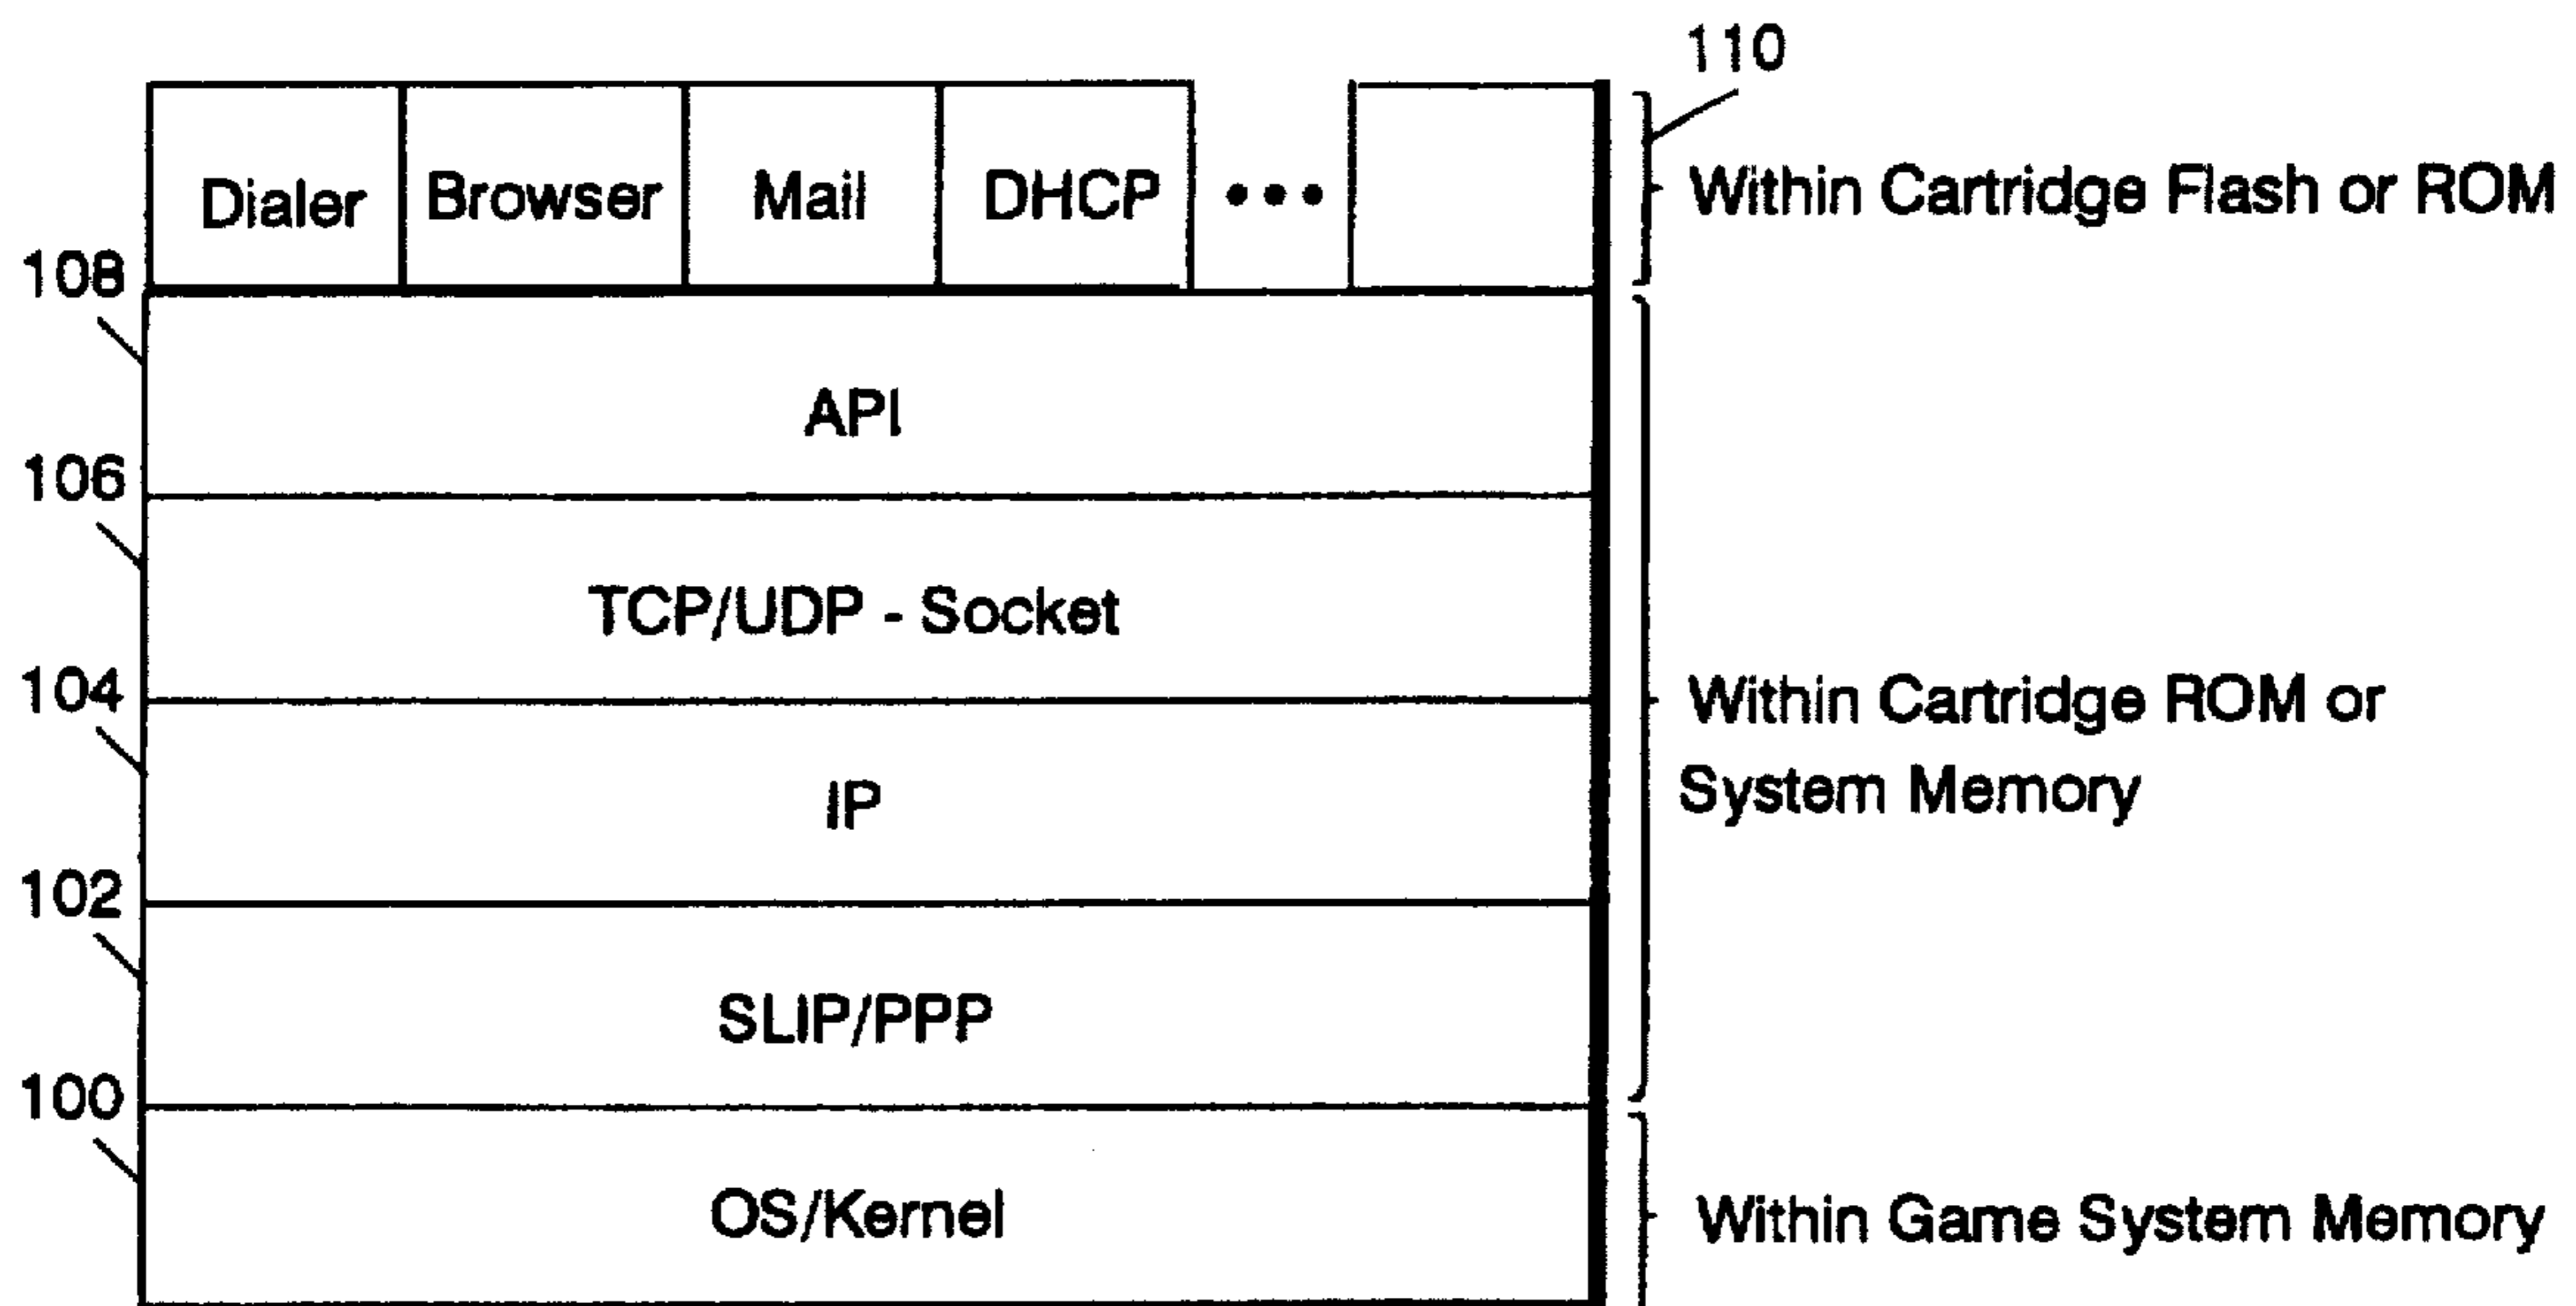 110
Dialer Browser Mail DHCP ••• Within Cartridge Flash or ROM
108
API
106
TCP/UDP - Socket
104
Within Cartridge ROM or
System Memory
IP
102
SLIP/PPP
100
OS/Kernel
Within Game System Memory